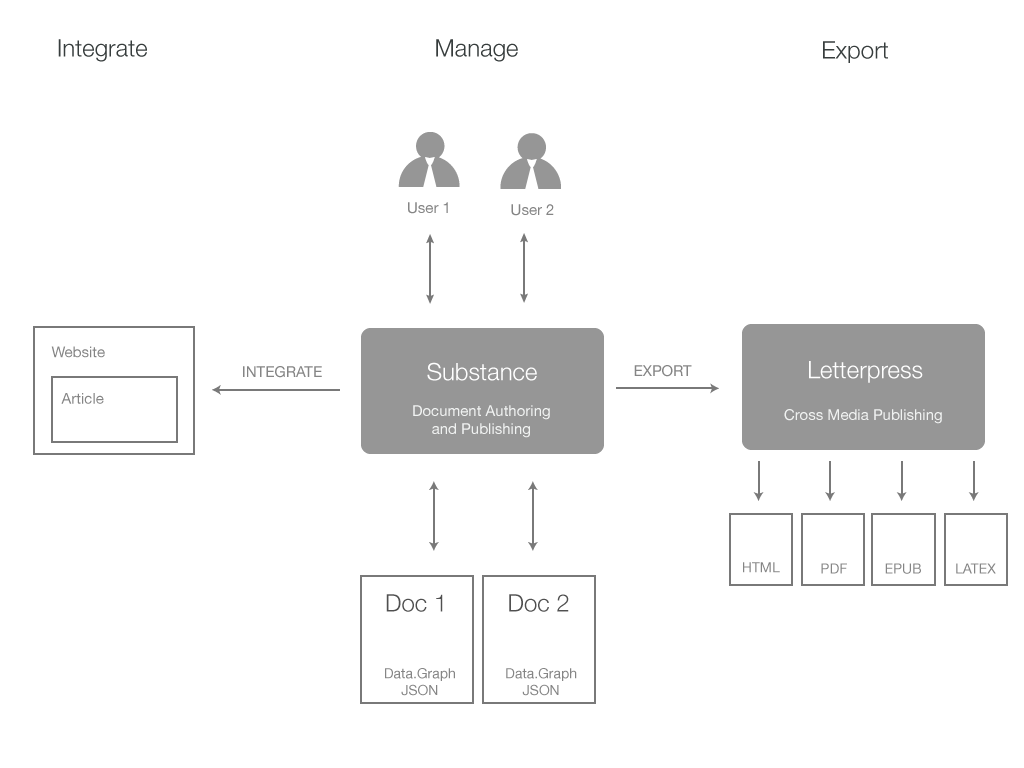 Integrate
Manage
Export
User 1
User 2
Website
Article
INTEGRATE
Substance
Document Authoring
and Publishing
EXPORT
Letterpress
Cross Media Publishing
HTML
PDF
EPUB
LATEX
Doc 1
Data.Graph
JSON
Doc 2
Data.Graph
JSON